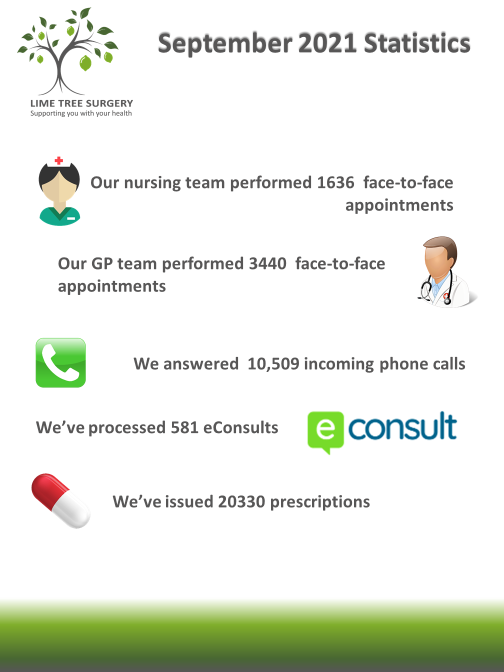 September 2021 Statistics
LIME TREE SURGERY
Supporting you with your health
Our nursing team performed 1636 face-to-face
appointments
Our GP team performed 3440 face-to-face
appointments
We answered 10,509 incoming phone calls
We've processed 581 eConsults
e consult
We've issued 20330 prescriptions